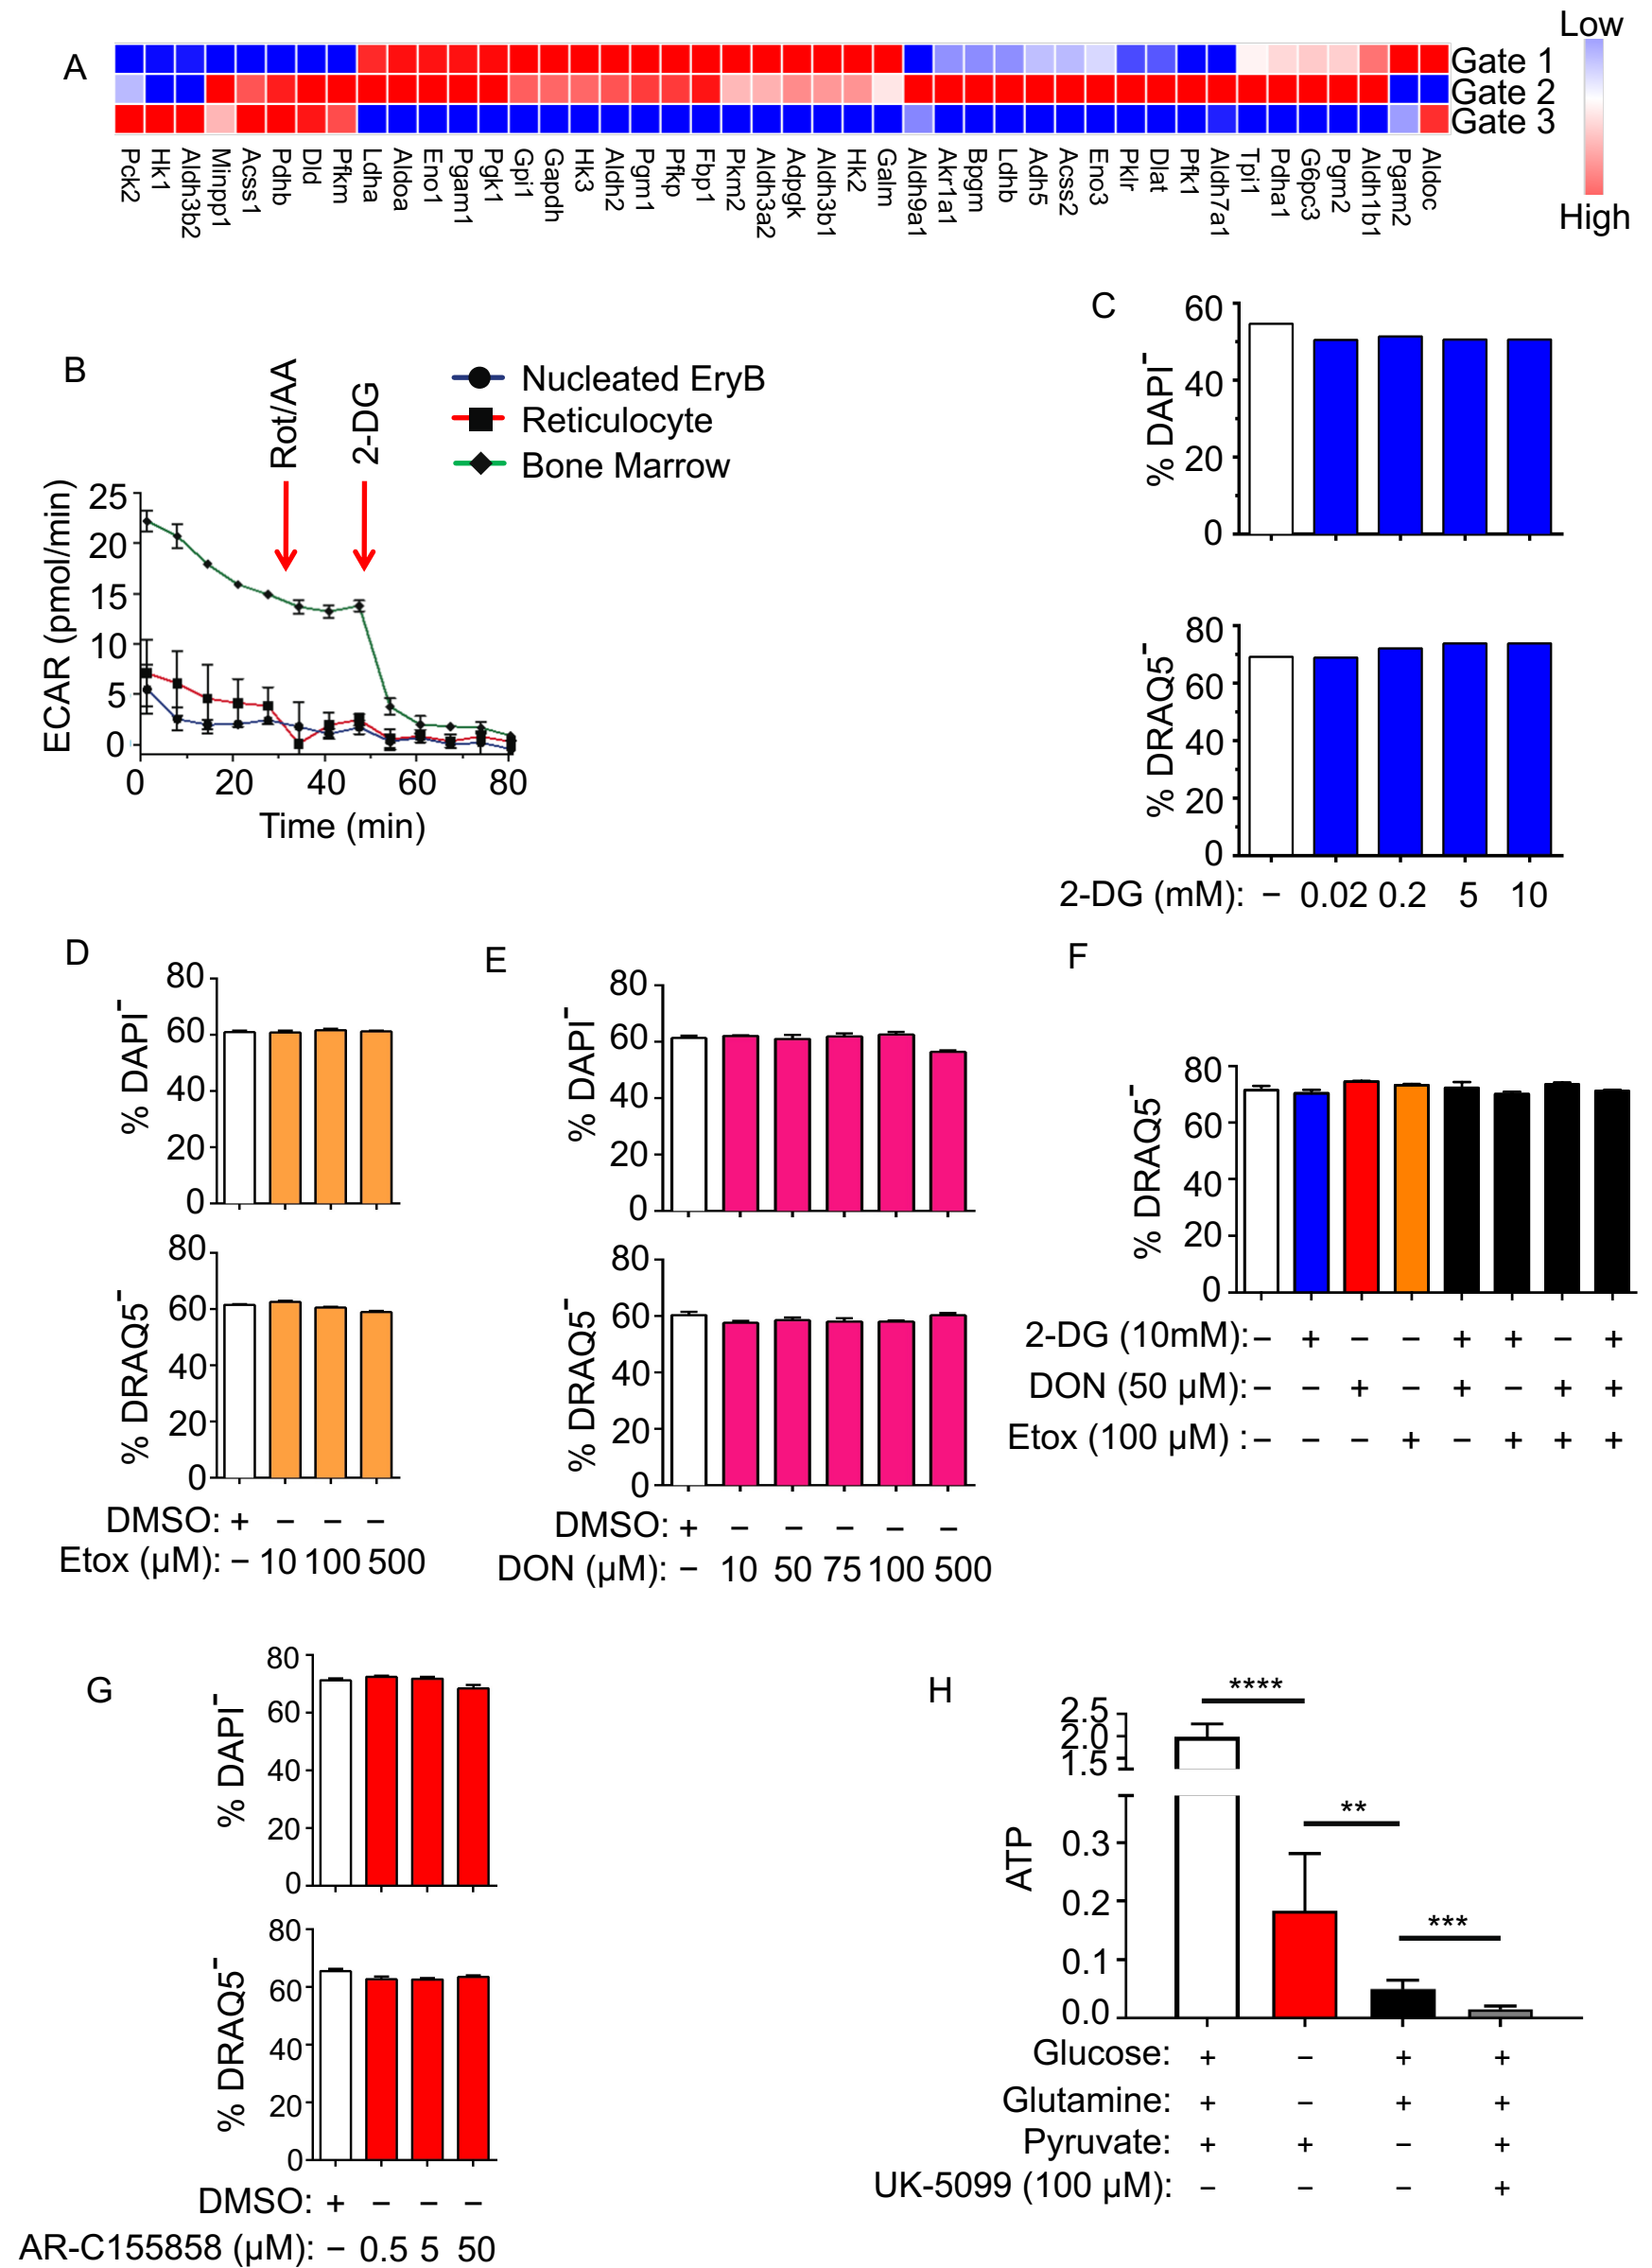 A
Low
High
Gate 1
Gate 2
Gate 3
Pck2 Hk1 Aldh3b2 Minpp1 Acss1 Pdhb Dld Pfkm Ldha Aldoa Eno1 Pgam1 Pgk1 Gpi1 Gapdh Hk3 Aldh2 Pgm1 Pfkp Fbp1 Pkm2 Aldh3a2 Adpgk Aldh3b1 Hk2 Galm Aldh9a1 Akr1a1 Bpgm Ldhb Adh5 Acss2 Eno3 Pklr Dlat Pfk1 Aldh7a1 Tpi1 Pdha1 G6pc3 Pgm2 Aldh1b1 Pgam2 Aldoc
B
Rot/AA
2-DG
Nucleated EryB
Reticulocyte
Bone Marrow
ECAR (pmol/min)
25
20
15
10
5
0
0 20 40 60 80
Time (min)
C
% DAPI⁻
60
40
20
0
% DRAQ5⁻
80
60
40
20
0
2-DG (mM): − 0.02 0.2 5 10
D
% DAPI⁻
80
60
40
20
0
% DRAQ5⁻
80
60
40
20
0
DMSO: + − − −
Etox (µM): − 10 100 500
E
% DAPI⁻
80
60
40
20
0
% DRAQ5⁻
80
60
40
20
0
DMSO: + − − − − −
DON (µM): − 10 50 75 100 500
F
% DRAQ5⁻
80
60
40
20
0
2-DG (10mM): − + − − + + − +
DON (50 µM): − − + − + − + +
Etox (100 µM) : − − − + − + + +
G
% DAPI⁻
80
60
40
20
0
% DRAQ5⁻
80
60
40
20
0
DMSO: + − − −
AR-C155858 (µM): − 0.5 5 50
H
ATP
2.5
2.0
1.5
0.3
0.2
0.1
0.0
****
**
***
Glucose: + − + +
Glutamine: + − + +
Pyruvate: + + − +
UK-5099 (100 µM): − − − +